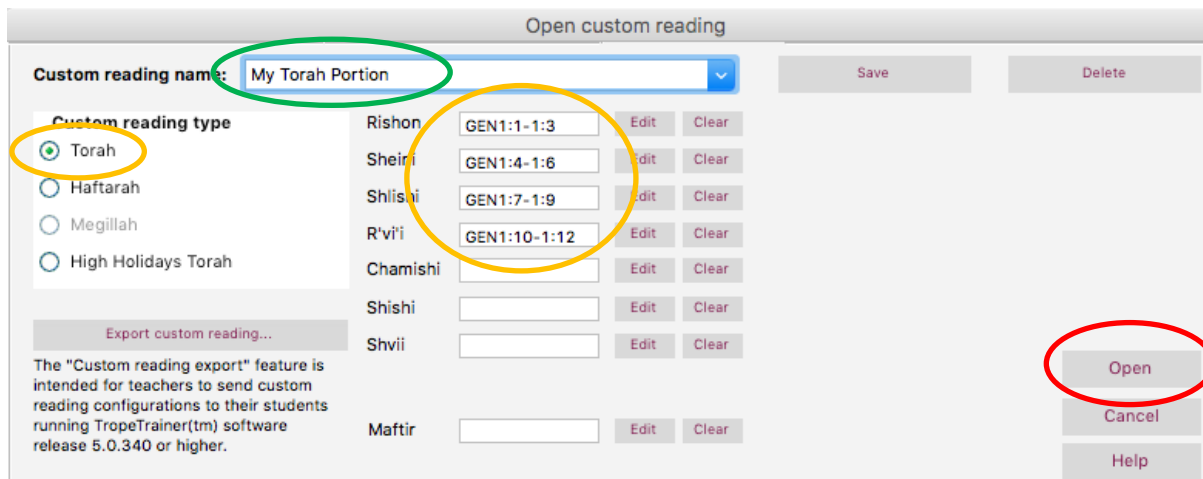 Open custom reading
Custom reading name: My Torah Portion Save Delete
Custom reading type
Torah
Haftarah
Megillah
High Holidays Torah
Rishon GEN1:1-1:3 Edit Clear
Sheini GEN1:4-1:6 Edit Clear
Shlishi GEN1:7-1:9 Edit Clear
R'vi'i GEN1:10-1:12 Edit Clear
Chamishi Edit Clear
Shishi Edit Clear
Shvii Edit Clear
Maftir Edit Clear
Export custom reading...
The "Custom reading export" feature is
intended for teachers to send custom
reading configurations to their students
running TropeTrainer(tm) software
release 5.0.340 or higher.
Open
Cancel
Help